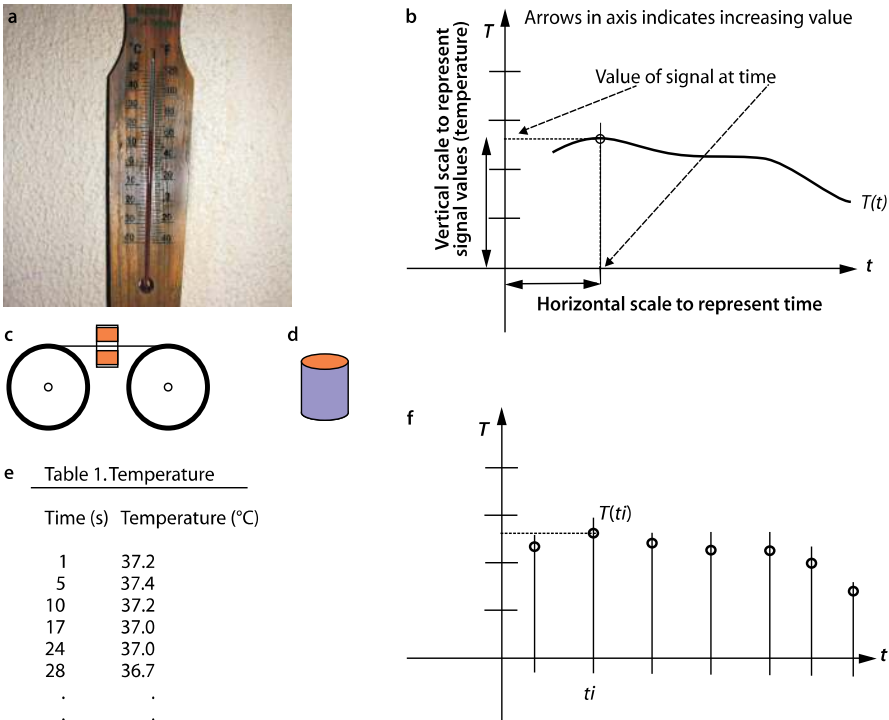 a
°C °F
b
Arrows in axis indicates increasing value
T
Value of signal at time
Vertical scale to represent
signal values (temperature)
T(t)
t
Horizontal scale to represent time
c
d
e
Table 1. Temperature
Time (s) Temperature (°C)
1 37.2
5 37.4
10 37.2
17 37.0
24 37.0
28 36.7
. .
. .
f
T
T(ti)
t
ti